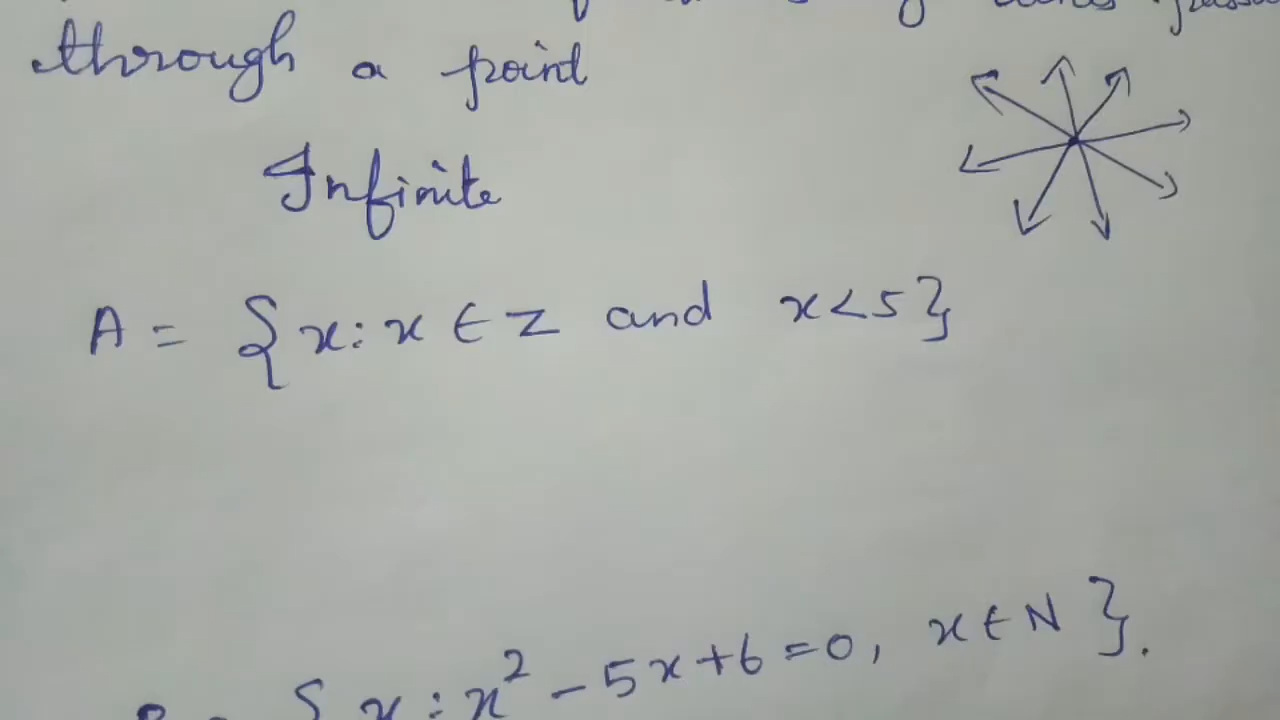 through a point
Infinite
A = {x : x ∈ Z and x < 5}
{x : x² - 5x + 6 = 0, x ∈ N}.